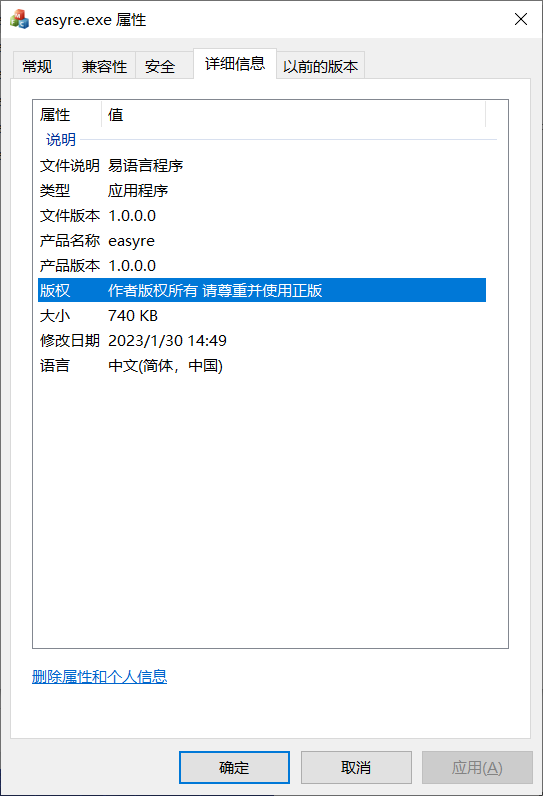 easyre.exe 属性
常规 兼容性 安全 详细信息 以前的版本
属性 值
说明
文件说明 易语言程序
类型 应用程序
文件版本 1.0.0.0
产品名称 easyre
产品版本 1.0.0.0
版权 作者版权所有 请尊重并使用正版
大小 740 KB
修改日期 2023/1/30 14:49
语言 中文(简体，中国)
删除属性和个人信息
确定 取消 应用(A)